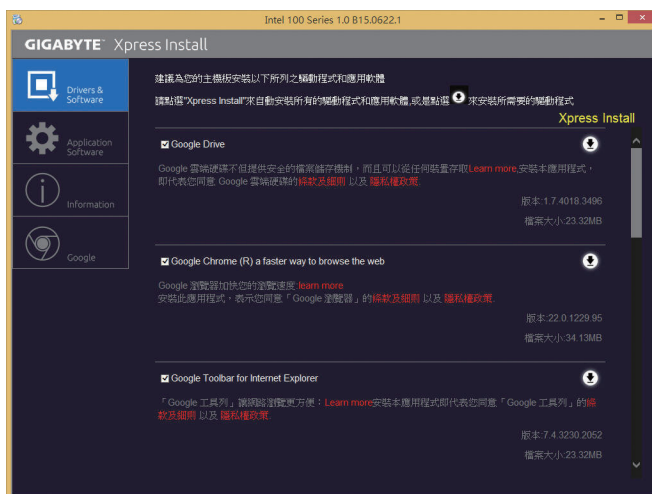 Intel 100 Series 1.0 B15.0622.1
GIGABYTE™ Xpress Install
Drivers &
Software
Application
Software
Information
Google
建議為您的主機板安裝以下所列之驅動程式和應用軟體
請點選"Xpress Install"來自動安裝所有的驅動程式和應用軟體,或是點選 來安裝所需要的驅動程式
Xpress Install
Google Drive
Google 雲端硬碟不但提供安全的檔案儲存機制，而且可以從任何裝置存取Learn more,安裝本應用程式，
即代表您同意 Google 雲端硬碟的條款及細則 以及 隱私權政策.
版本:1.7.4018.3496
檔案大小:23.32MB
Google Chrome (R) a faster way to browse the web
Google 瀏覽器加快您的瀏覽速度:learn more
安裝此應用程式，表示您同意「Google 瀏覽器」的條款及細則 以及 隱私權政策.
版本:22.0.1229.95
檔案大小:34.13MB
Google Toolbar for Internet Explorer
「Google 工具列」讓網路瀏覽更方便：Learn more安裝本應用程式即代表您同意「Google 工具列」的條
款及細則 以及 隱私權政策.
版本:7.4.3230.2052
檔案大小:23.32MB